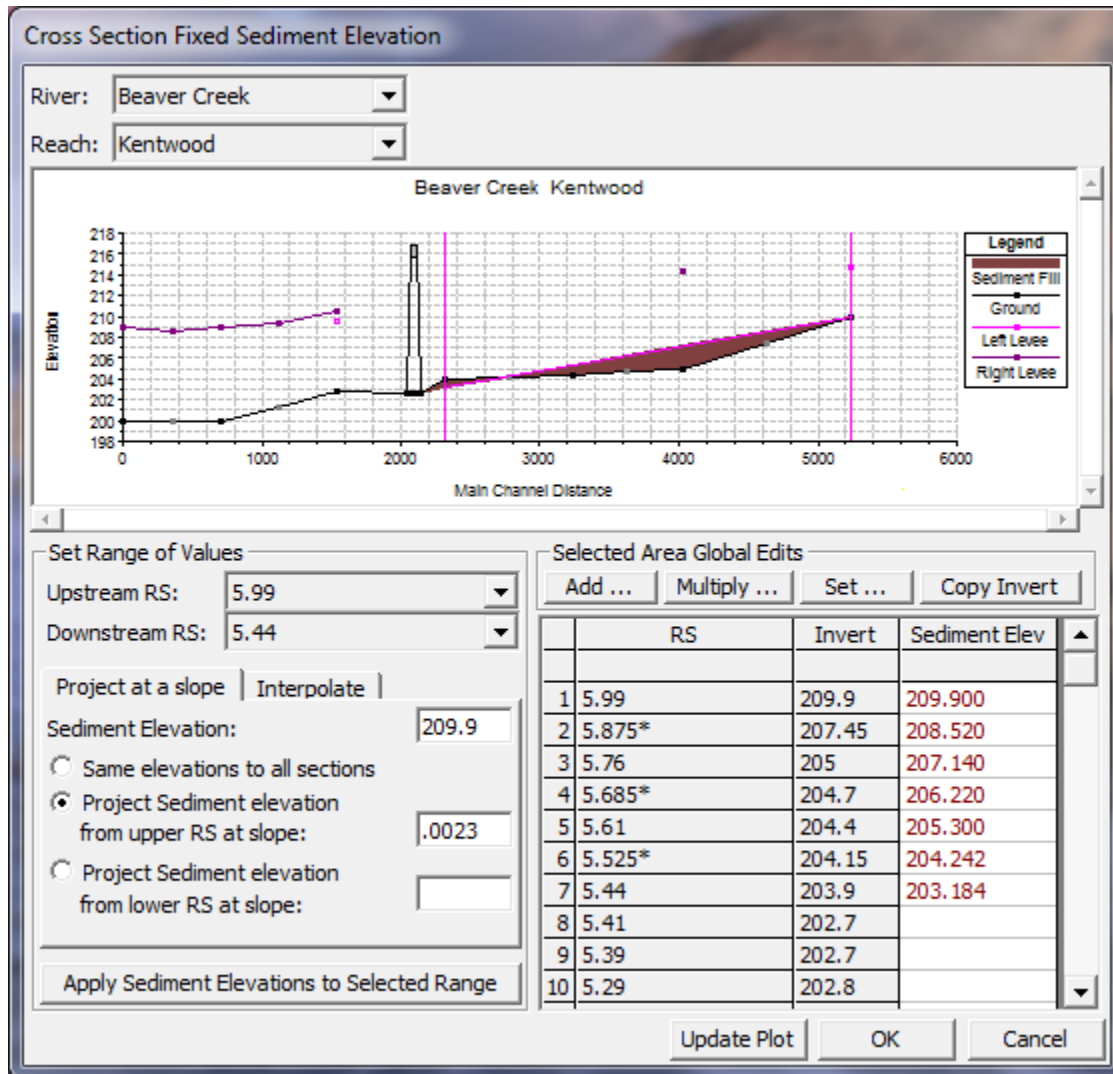 Cross Section Fixed Sediment Elevation
River: Beaver Creek
Reach: Kentwood
Beaver Creek Kentwood
218
216
214
212
210
208
206
204
202
200
198
Elevation
0 1000 2000 3000 4000 5000 6000
Main Channel Distance
Legend
Sediment Fill
Ground
Left Levee
Right Levee
Set Range of Values
Upstream RS: 5.99
Downstream RS: 5.44
Project at a slope Interpolate
Sediment Elevation: 209.9
Same elevations to all sections
Project Sediment elevation
from upper RS at slope: .0023
Project Sediment elevation
from lower RS at slope:
Apply Sediment Elevations to Selected Range
Selected Area Global Edits
Add ... Multiply ... Set ... Copy Invert
RS Invert Sediment Elev
1 5.99 209.9 209.900
2 5.875* 207.45 208.520
3 5.76 205 207.140
4 5.685* 204.7 206.220
5 5.61 204.4 205.300
6 5.525* 204.15 204.242
7 5.44 203.9 203.184
8 5.41 202.7
9 5.39 202.7
10 5.29 202.8
Update Plot OK Cancel